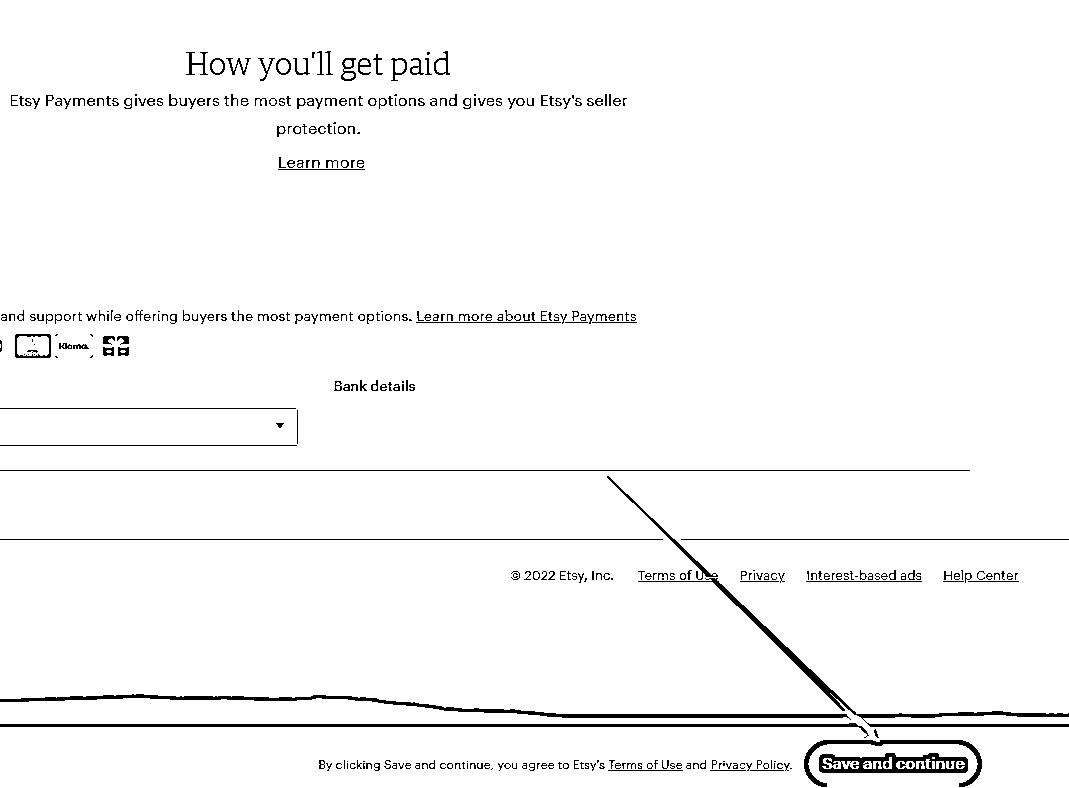 How you'll get paid
Etsy Payments gives buyers the most payment options and gives you Etsy's seller
protection.
Learn more
and support while offering buyers the most payment options. Learn more about Etsy Payments
Klarna.
Bank details
© 2022 Etsy, Inc. Terms of Use Privacy Interest-based ads Help Center
By clicking Save and continue, you agree to Etsy's Terms of Use and Privacy Policy. Save and continue